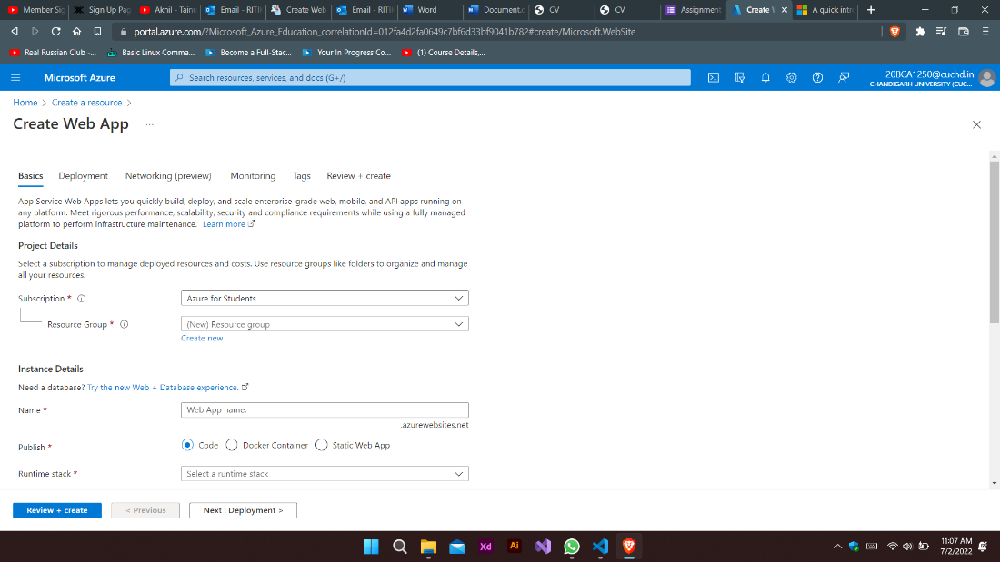 Member Sig
Sign Up Pag
Akhil - Tainu
Email - RITIK
Create Web
Email - RITIK
Word
Document.d
CV
CV
Assignment
Create W
A quick intr
portal.azure.com/?Microsoft_Azure_Education_correlationId=012fa4d2fa0649c7bf6d33bf9041b782#create/Microsoft.WebSite
Real Russian Club -...
Basic Linux Comma...
Become a Full-Stac...
Your In Progress Co...
(1) Course Details,...
Microsoft Azure
Search resources, services, and docs (G+/)
20BCA1250@cuchd.in
CHANDIGARH UNIVERSITY (CUC...
Home > Create a resource >
Create Web App ...
Basics Deployment Networking (preview) Monitoring Tags Review + create
App Service Web Apps lets you quickly build, deploy, and scale enterprise-grade web, mobile, and API apps running on
any platform. Meet rigorous performance, scalability, security and compliance requirements while using a fully managed
platform to perform infrastructure maintenance. Learn more
Project Details
Select a subscription to manage deployed resources and costs. Use resource groups like folders to organize and manage
all your resources.
Subscription * Azure for Students
Resource Group * (New) Resource group
Create new
Instance Details
Need a database? Try the new Web + Database experience.
Name * Web App name.
.azurewebsites.net
Publish * Code Docker Container Static Web App
Runtime stack * Select a runtime stack
Review + create < Previous Next : Deployment >
Xd
Ai
11:07 AM
7/2/2022